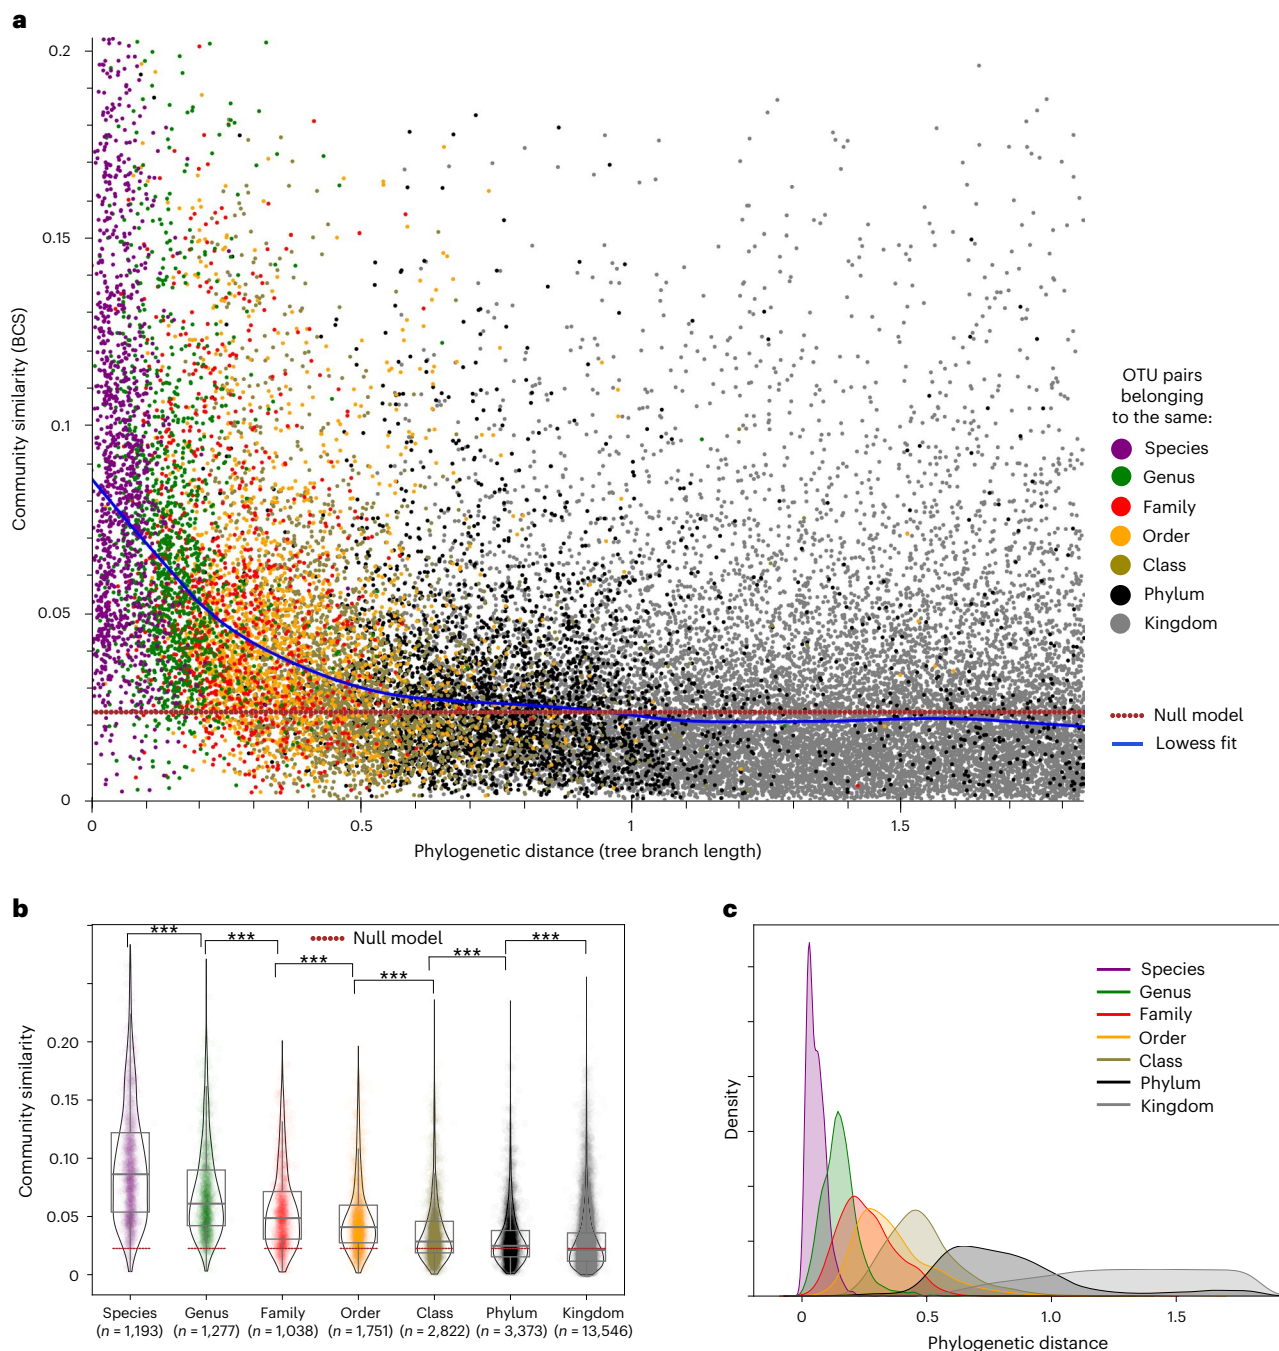 a
0.2
0.15
0.1
0.05
0
0
0.5
1
1.5
Community similarity (BCS)
Phylogenetic distance (tree branch length)
OTU pairs
belonging
to the same:
Species
Genus
Family
Order
Class
Phylum
Kingdom
Null model
Lowess fit
b
*** *** *** *** *** ***
Null model
Community similarity
0.20
0.15
0.10
0.05
0
Species Genus Family Order Class Phylum Kingdom
(n = 1,193) (n = 1,277) (n = 1,038) (n = 1,751) (n = 2,822) (n = 3,373) (n = 13,546)
c
Density
Species
Genus
Family
Order
Class
Phylum
Kingdom
0 0.5 1.0 1.5
Phylogenetic distance